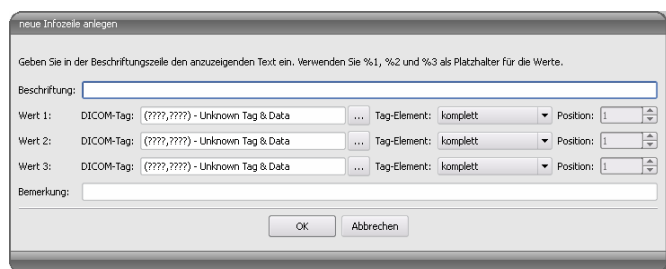 neue Infozeile anlegen
Geben Sie in der Beschriftungszeile den anzuzeigenden Text ein. Verwenden Sie %1, %2 und %3 als Platzhalter für die Werte.
Beschriftung:
Wert 1: DICOM-Tag: (????,????) - Unknown Tag & Data ... Tag-Element: komplett Position: 1
Wert 2: DICOM-Tag: (????,????) - Unknown Tag & Data ... Tag-Element: komplett Position: 1
Wert 3: DICOM-Tag: (????,????) - Unknown Tag & Data ... Tag-Element: komplett Position: 1
Bemerkung:
OK Abbrechen